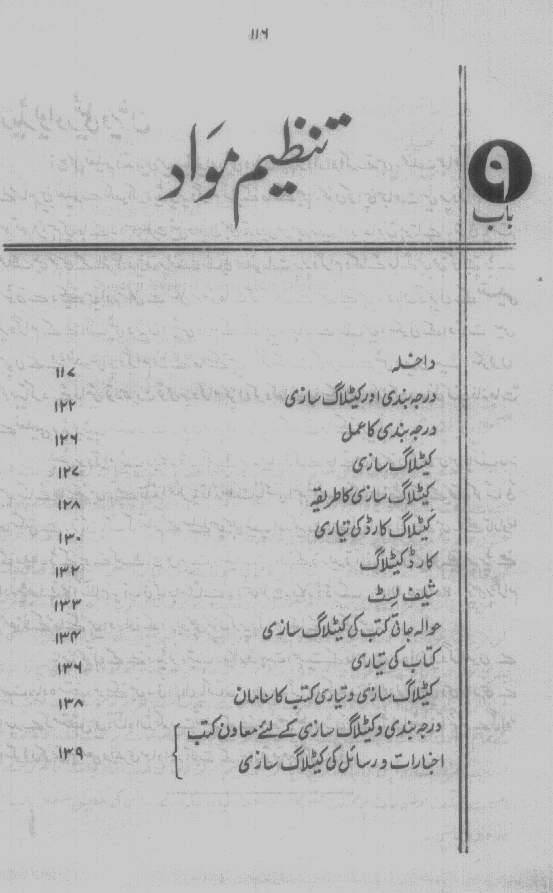 ۱۱۶
۹
باب
تنظیم موَاد
داخلہ ۱۱۷
درجہ بندی اور کیٹلاگ سازی ۱۲۲
درجہ بندی کا عمل ۱۲۶
کیٹلاگ سازی ۱۲۷
کیٹلاگ سازی کا طریقہ ۱۲۸
کیٹلاگ کارڈ کی تیاری ۱۳۰
کارڈ کیٹلاگ ۱۳۲
شیلف لسٹ ۱۳۳
حوالہ جاتی کتب کی کیٹلاگ سازی ۱۳۴
کتاب کی تیاری ۱۳۶
کیٹلاگ سازی و تیاری کتب کا سامان ۱۳۸
درجہ بندی و کیٹلاگ سازی کے لئے معاون کتب
اخبارات و رسائل کی کیٹلاگ سازی ۱۳۹